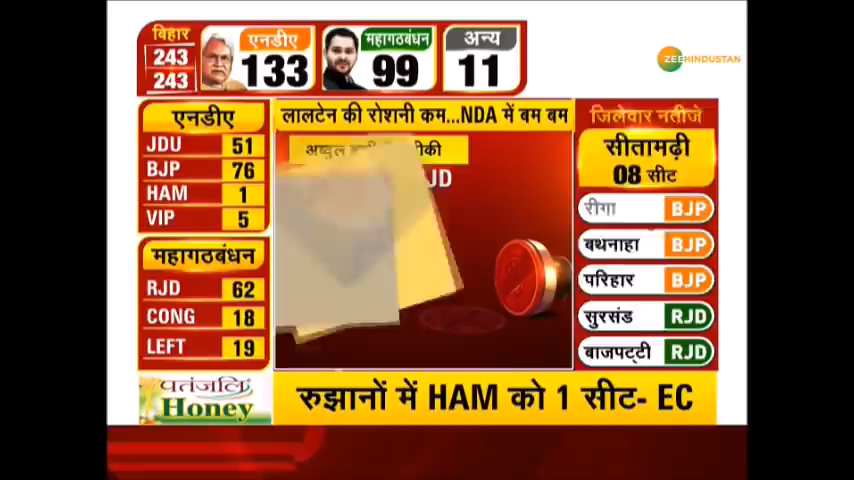 बिहार
243
243
एनडीए
133
महागठबंधन
99
अन्य
11
ZEE HINDUSTAN
एनडीए
JDU 51
BJP 76
HAM 1
VIP 5
महागठबंधन
RJD 62
CONG 18
LEFT 19
लालटेन की रोशनी कम...NDA में बम बम
अब्दुल
JD
जिलेवार नतीजे
सीतामढ़ी
08 सीट
रीगा BJP
बथनाहा BJP
परिहार BJP
सुरसंड RJD
बाजपट्टी RJD
पतंजलि
Honey
रुझानों में HAM को 1 सीट- EC